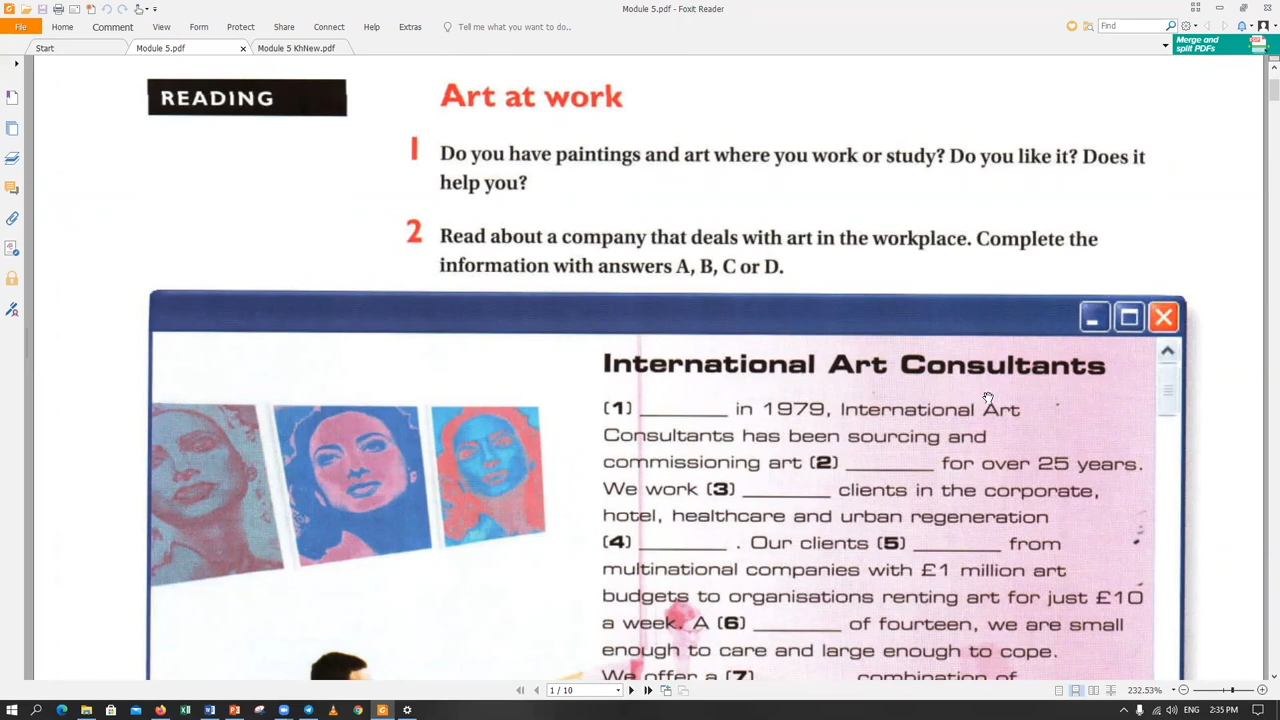 Module 5.pdf - Foxit Reader
File Home Comment View Form Protect Share Connect Help Extras Tell me what you want to do... Find
Start Module 5.pdf Module 5 KhNew.pdf
Merge and
split PDFs
READING
Art at work
1 Do you have paintings and art where you work or study? Do you like it? Does it
help you?
2 Read about a company that deals with art in the workplace. Complete the
information with answers A, B, C or D.
International Art Consultants
(1) ________ in 1979, International Art
Consultants has been sourcing and
commissioning art (2) ________ for over 25 years.
We work (3) ________ clients in the corporate,
hotel, healthcare and urban regeneration
(4) ________ . Our clients (5) ________ from
multinational companies with £1 million art
budgets to organisations renting art for just £10
a week. A (6) ________ of fourteen, we are small
enough to care and large enough to cope.
We offer a (7) ________ combination of
1 / 10
232.53%
ENG 2:35 PM